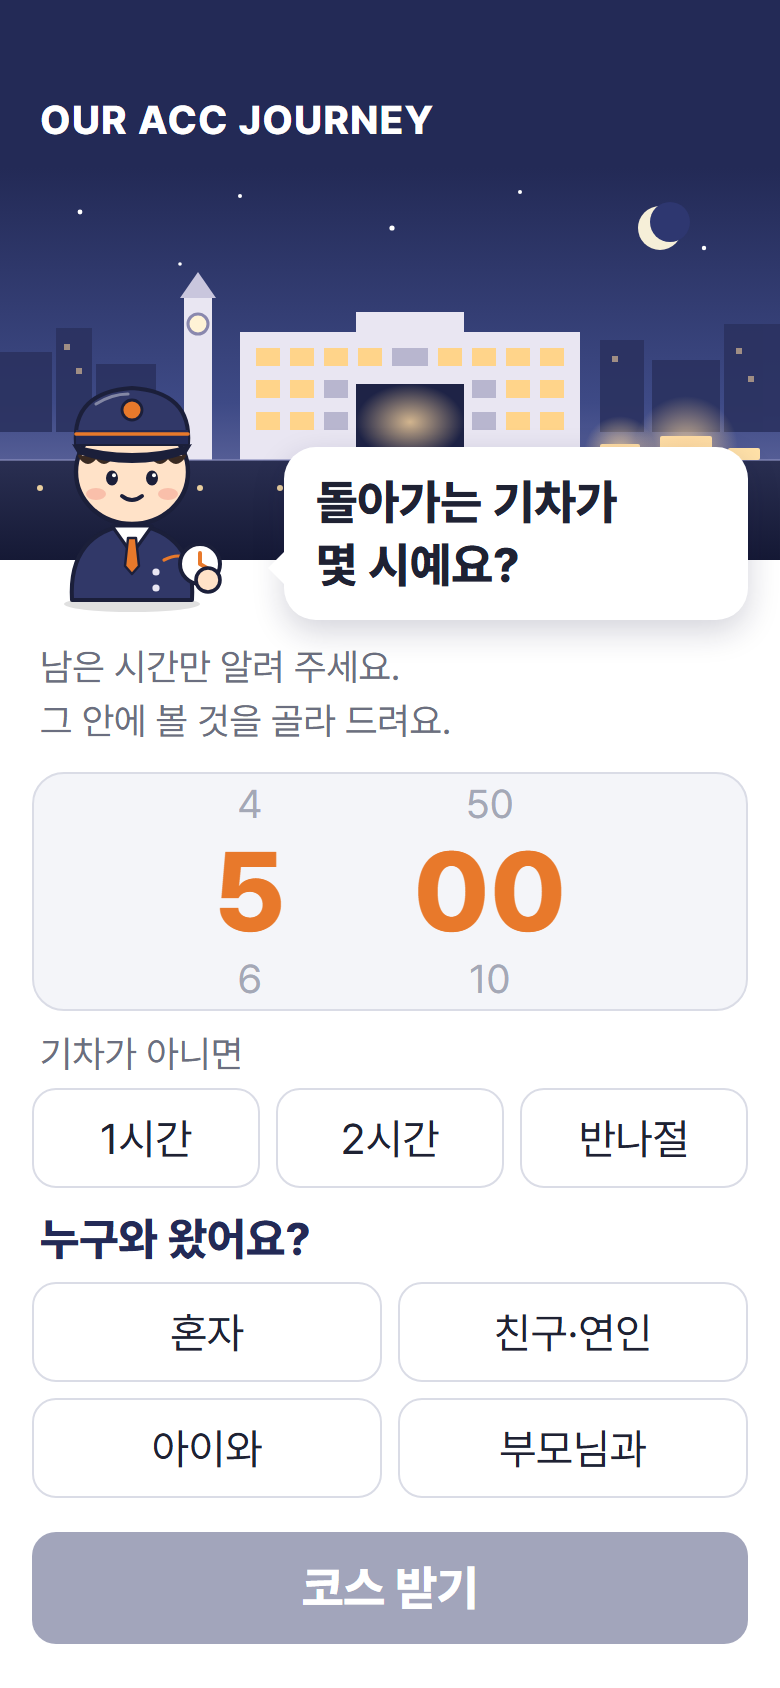 OUR ACC JOURNEY
돌아가는 기차가
몇 시예요?
남은 시간만 알려 주세요.
그 안에 볼 것을 골라 드려요.
4 50
5 00
6 10
기차가 아니면
1시간 2시간 반나절
누구와 왔어요?
혼자 친구·연인
아이와 부모님과
코스 받기